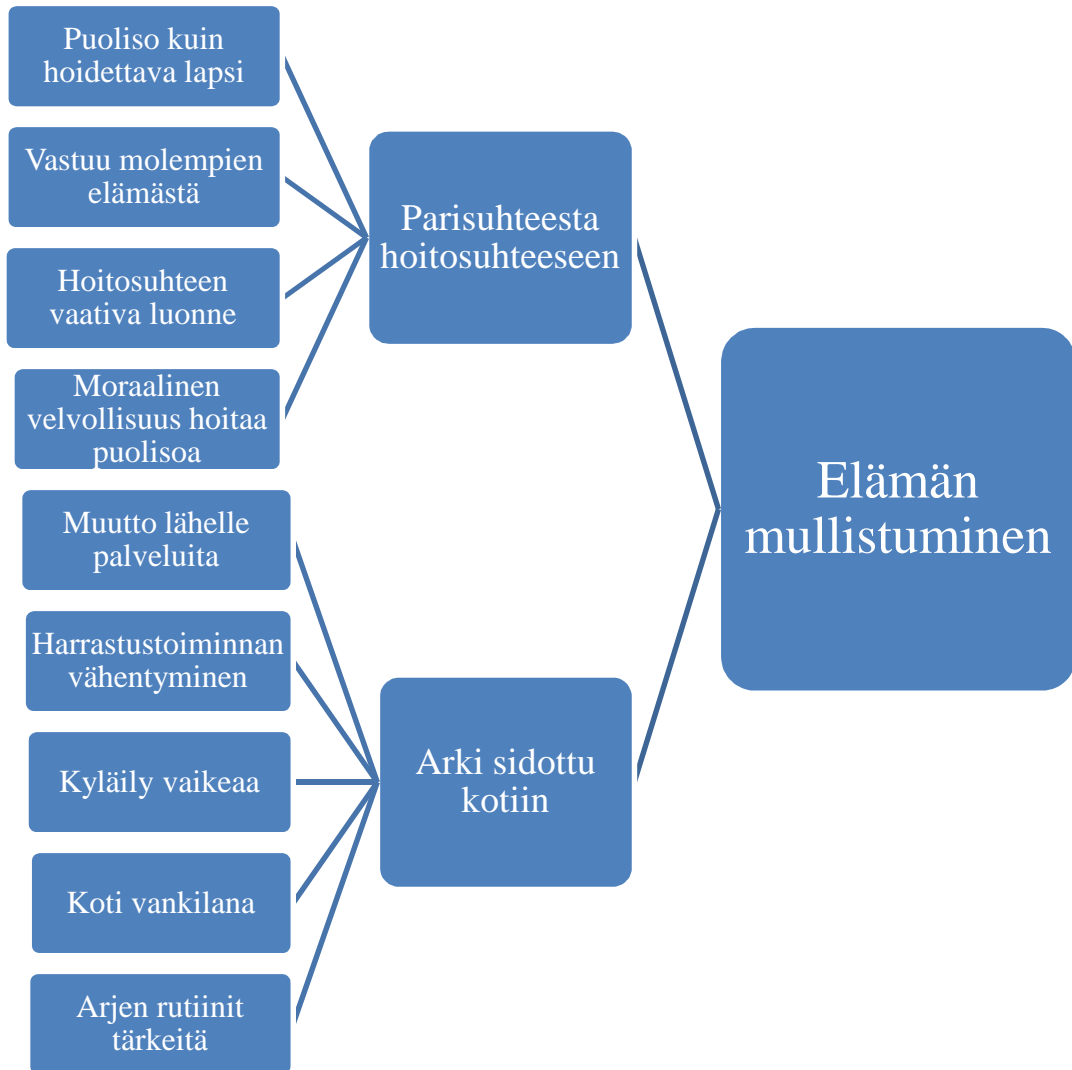 Puoliso kuin
hoidettava lapsi
Vastuu molempien
elämästä
Hoitosuhteen
vaativa luonne
Moraalinen
velvollisuus hoitaa
puolisoa
Parisuhteesta
hoitosuhteeseen
Muutto lähelle
palveluita
Harrastustoiminnan
vähentyminen
Kyläily vaikeaa
Koti vankilana
Arjen rutiinit
tärkeitä
Arki sidottu
kotiin
Elämän
mullistuminen